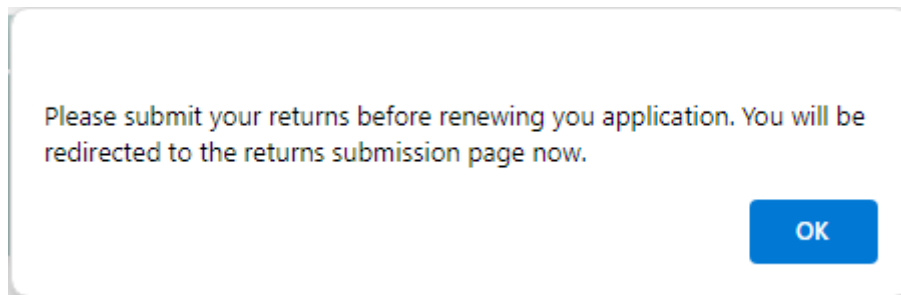 Please submit your returns before renewing you application. You will be
redirected to the returns submission page now.
OK